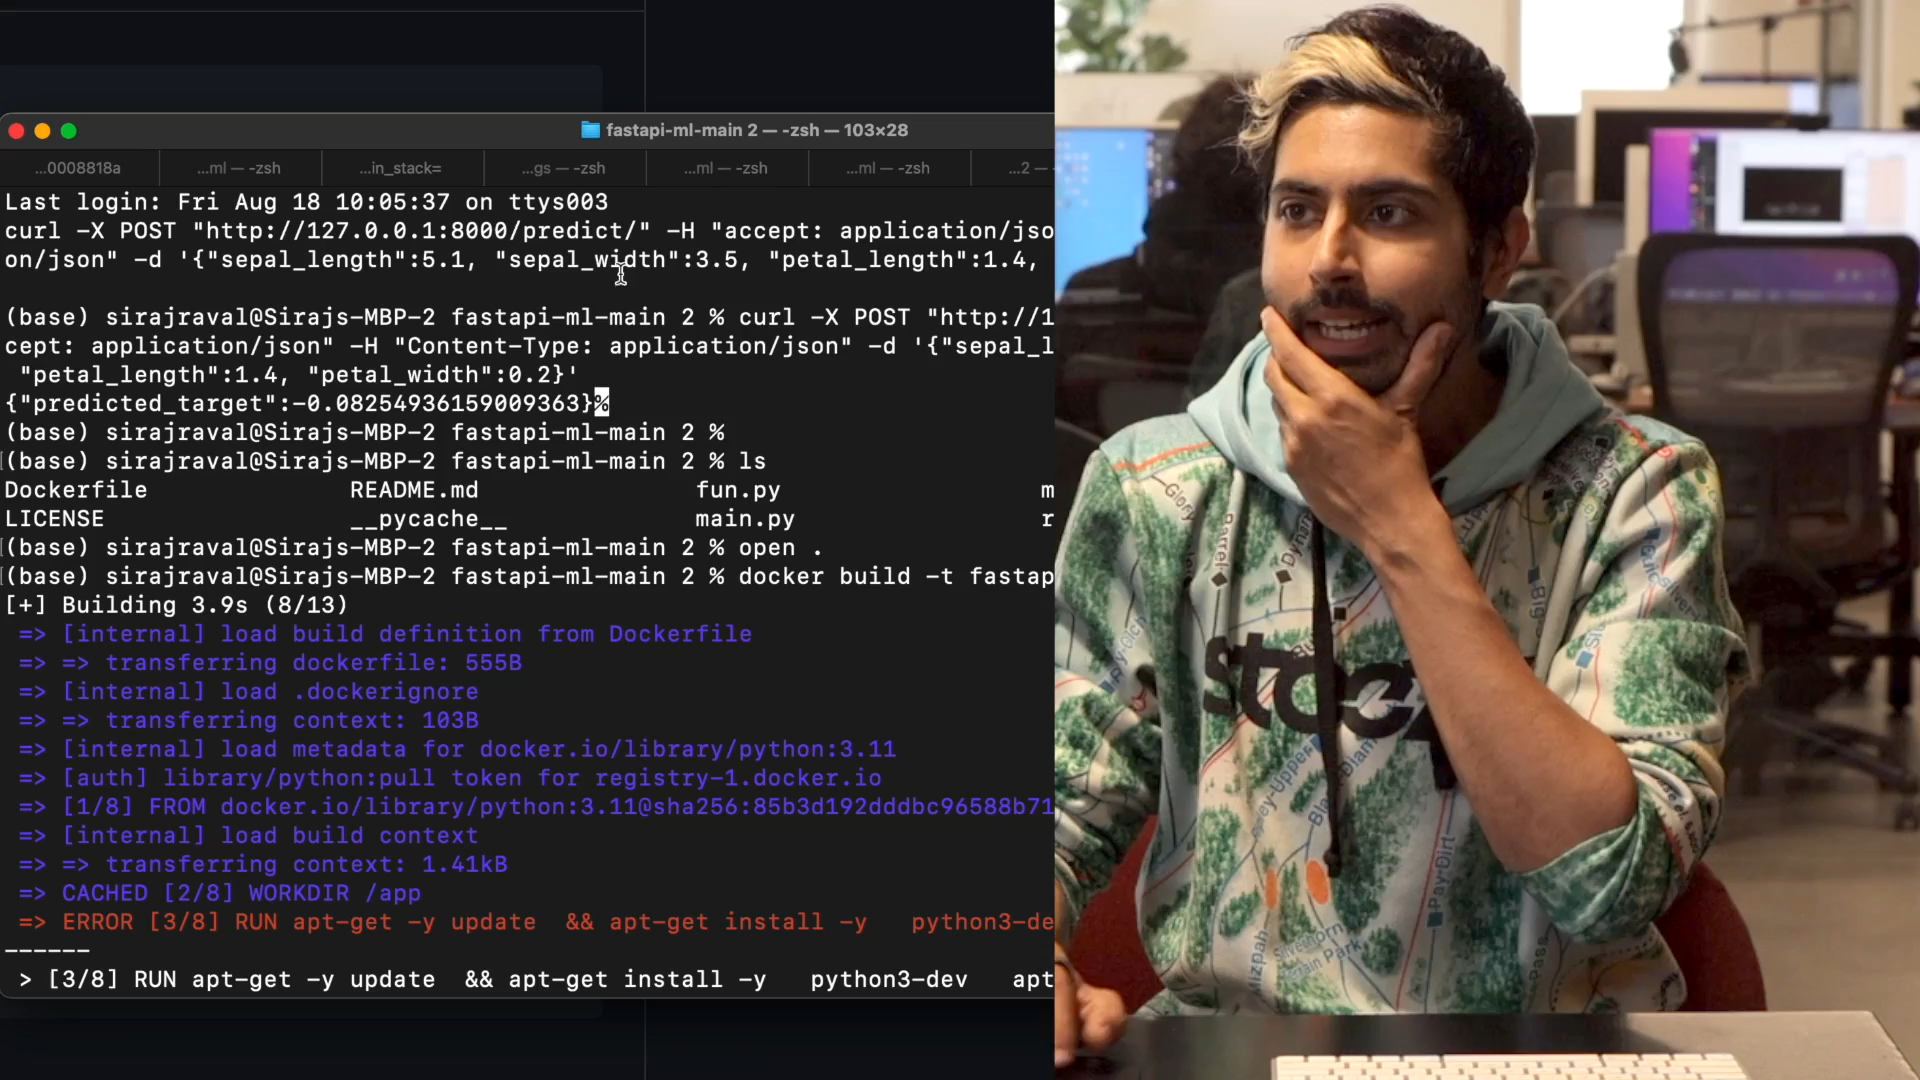 fastapi-ml-main 2 — -zsh — 103×28
...0008818a ...ml — -zsh ...in_stack= ...gs — -zsh ...ml — -zsh ...ml — -zsh ...2 —
Last login: Fri Aug 18 10:05:37 on ttys003
curl -X POST "http://127.0.0.1:8000/predict/" -H "accept: application/jso
on/json" -d '{"sepal_length":5.1, "sepal_width":3.5, "petal_length":1.4,
(base) sirajraval@Sirajs-MBP-2 fastapi-ml-main 2 % curl -X POST "http://1
cept: application/json" -H "Content-Type: application/json" -d '{"sepal_l
"petal_length":1.4, "petal_width":0.2}'
{"predicted_target":-0.08254936159009363}%
(base) sirajraval@Sirajs-MBP-2 fastapi-ml-main 2 %
[(base) sirajraval@Sirajs-MBP-2 fastapi-ml-main 2 % ls
Dockerfile README.md fun.py m
LICENSE __pycache__ main.py r
[(base) sirajraval@Sirajs-MBP-2 fastapi-ml-main 2 % open .
[(base) sirajraval@Sirajs-MBP-2 fastapi-ml-main 2 % docker build -t fastap
[+] Building 3.9s (8/13)
=> [internal] load build definition from Dockerfile
=> => transferring dockerfile: 555B
=> [internal] load .dockerignore
=> => transferring context: 103B
=> [internal] load metadata for docker.io/library/python:3.11
=> [auth] library/python:pull token for registry-1.docker.io
=> [1/8] FROM docker.io/library/python:3.11@sha256:85b3d192dddbc96588b71
=> [internal] load build context
=> => transferring context: 1.41kB
=> CACHED [2/8] WORKDIR /app
=> ERROR [3/8] RUN apt-get -y update && apt-get install -y python3-de
------
> [3/8] RUN apt-get -y update && apt-get install -y python3-dev apt
Glory
Barrel
Pay-Dirt
Silverhorn
Mizpah